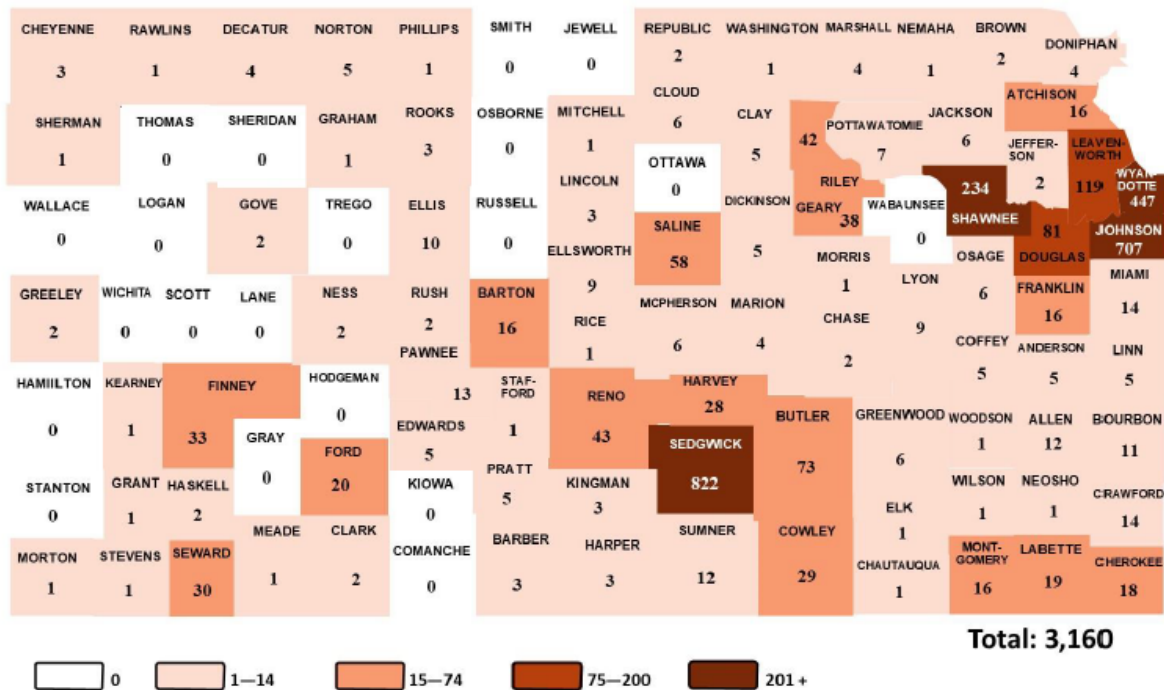 CHEYENNE RAWLINS DECATUR NORTON PHILLIPS SMITH JEWELL REPUBLIC WASHINGTON MARSHALL NEMAHA BROWN DONIPHAN
3 1 4 5 1 0 0 2 1 4 1 2 4
SHERMAN THOMAS SHERIDAN GRAHAM ROOKS OSBORNE MITCHELL CLOUD CLAY RILEY POTTAWATOMIE JACKSON ATCHISON
1 0 0 1 3 0 1 6 5 42 7 6 16
OTTAWA JEFFER-
SON LEAVEN-
WORTH WYAN
DOTTE
0 2 119 447
WALLACE LOGAN GOVE TREGO ELLIS RUSSELL LINCOLN SALINE DICKINSON GEARY WABAUNSEE SHAWNEE DOUGLAS JOHNSON
0 0 2 0 10 0 3 58 5 38 0 234 81 707
GREELEY WICHITA SCOTT LANE NESS RUSH BARTON ELLSWORTH MORRIS LYON OSAGE FRANKLIN MIAMI
2 0 0 0 2 2 16 9 1 9 6 16 14
PAWNEE RICE MCPHERSON MARION CHASE COFFEY ANDERSON LINN
13 1 6 4 2 5 5 5
HAMIILTON KEARNEY FINNEY HODGEMAN STAF-
FORD RENO HARVEY BUTLER GREENWOOD WOODSON ALLEN BOURBON
0 1 33 0 1 43 28 73 6 1 12 11
GRAY FORD EDWARDS SEDGWICK
0 20 5 822
STANTON GRANT HASKELL KIOWA PRATT KINGMAN ELK WILSON NEOSHO CRAWFORD
0 1 2 0 5 3 1 1 1 14
MORTON STEVENS SEWARD MEADE CLARK COMANCHE BARBER HARPER SUMNER COWLEY CHAUTAUQUA MONT-
GOMERY LABETTE CHEROKEE
1 1 30 1 2 0 3 3 12 29 1 16 19 18
Total: 3,160
0 1—14 15—74 75—200 201 +